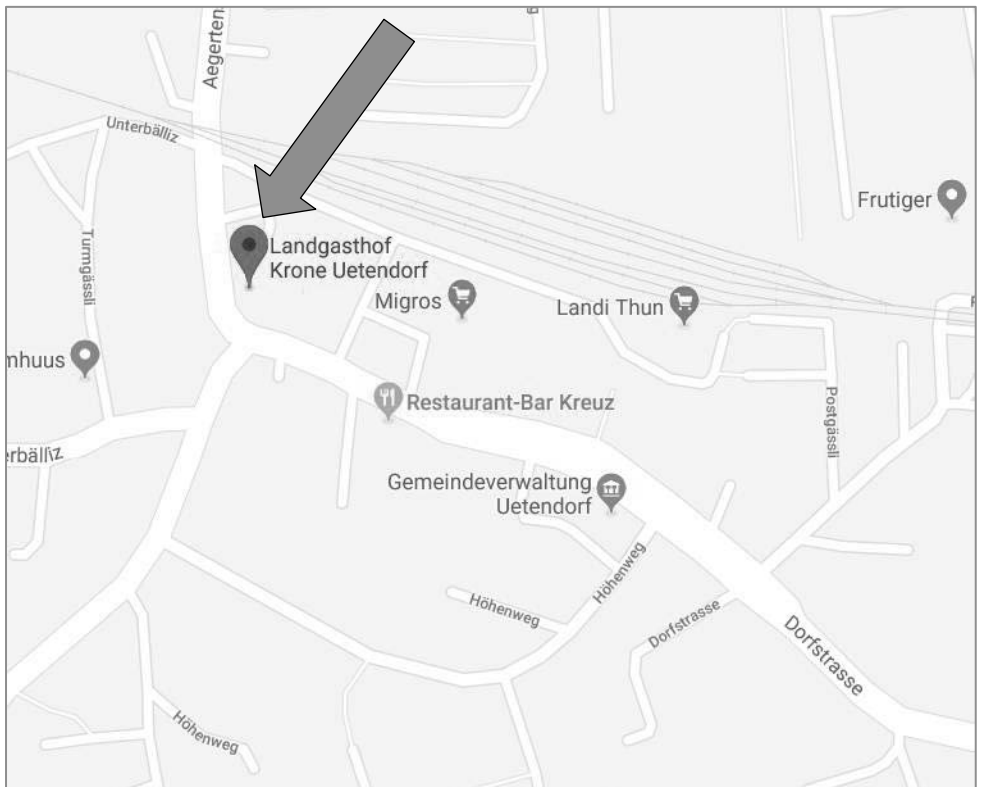 Aegerten
Unterbälliz
Frutiger
Turmgässli
Landgasthof
Krone Uetendorf
Migros
Landi Thun
mhuus
Restaurant-Bar Kreuz
Postgässli
erbälliz
Gemeindeverwaltung
Uetendorf
Höhenweg
Höhenweg
Dorfstrasse
Dorfstrasse
Höhenweg